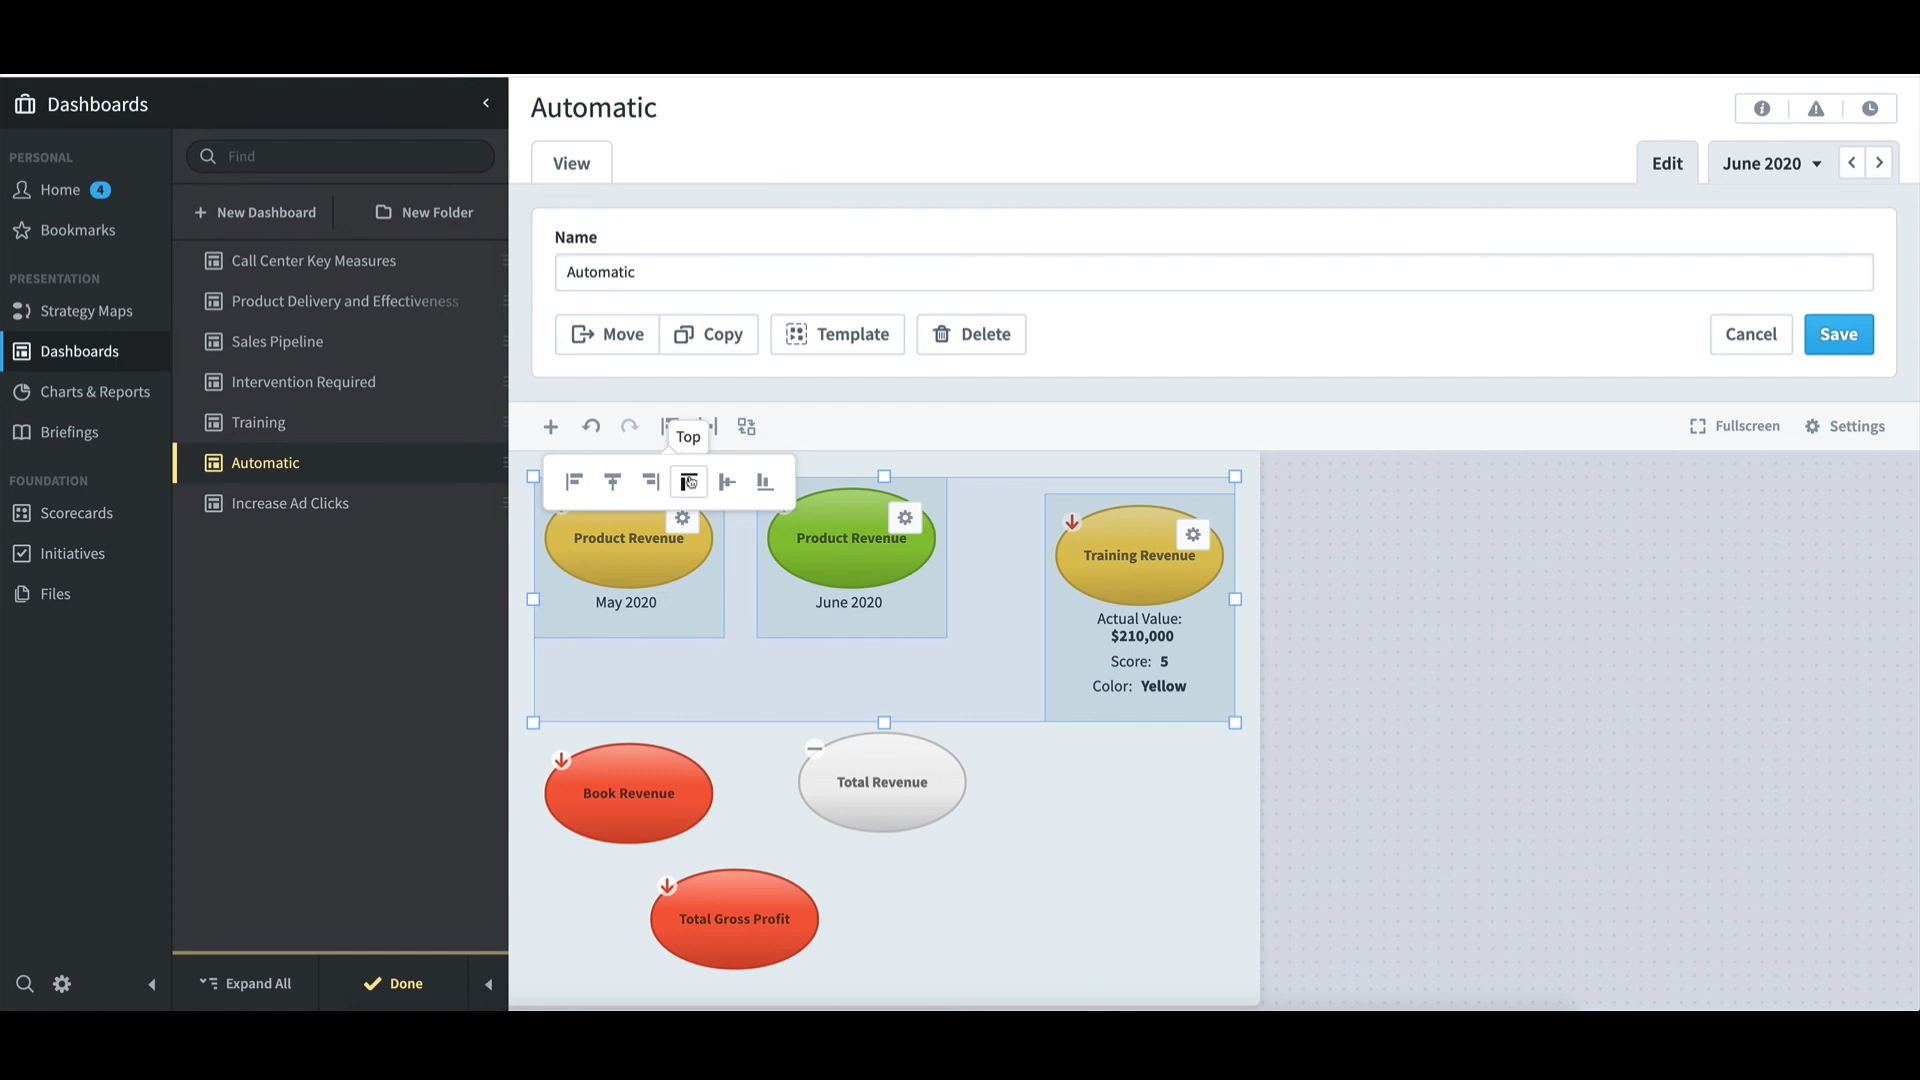 Dashboards
PERSONAL
Home 4
Bookmarks
PRESENTATION
Strategy Maps
Dashboards
Charts & Reports
Briefings
FOUNDATION
Scorecards
Initiatives
Files
Find
New Dashboard
New Folder
Call Center Key Measures
Product Delivery and Effectiveness
Sales Pipeline
Intervention Required
Training
Automatic
Increase Ad Clicks
Expand All
Done
Automatic
View
Edit
June 2020
Name
Automatic
Move
Copy
Template
Delete
Cancel
Save
Top
Fullscreen
Settings
Product Revenue
May 2020
Product Revenue
June 2020
Training Revenue
Actual Value:
$210,000
Score: 5
Color: Yellow
Book Revenue
Total Revenue
Total Gross Profit